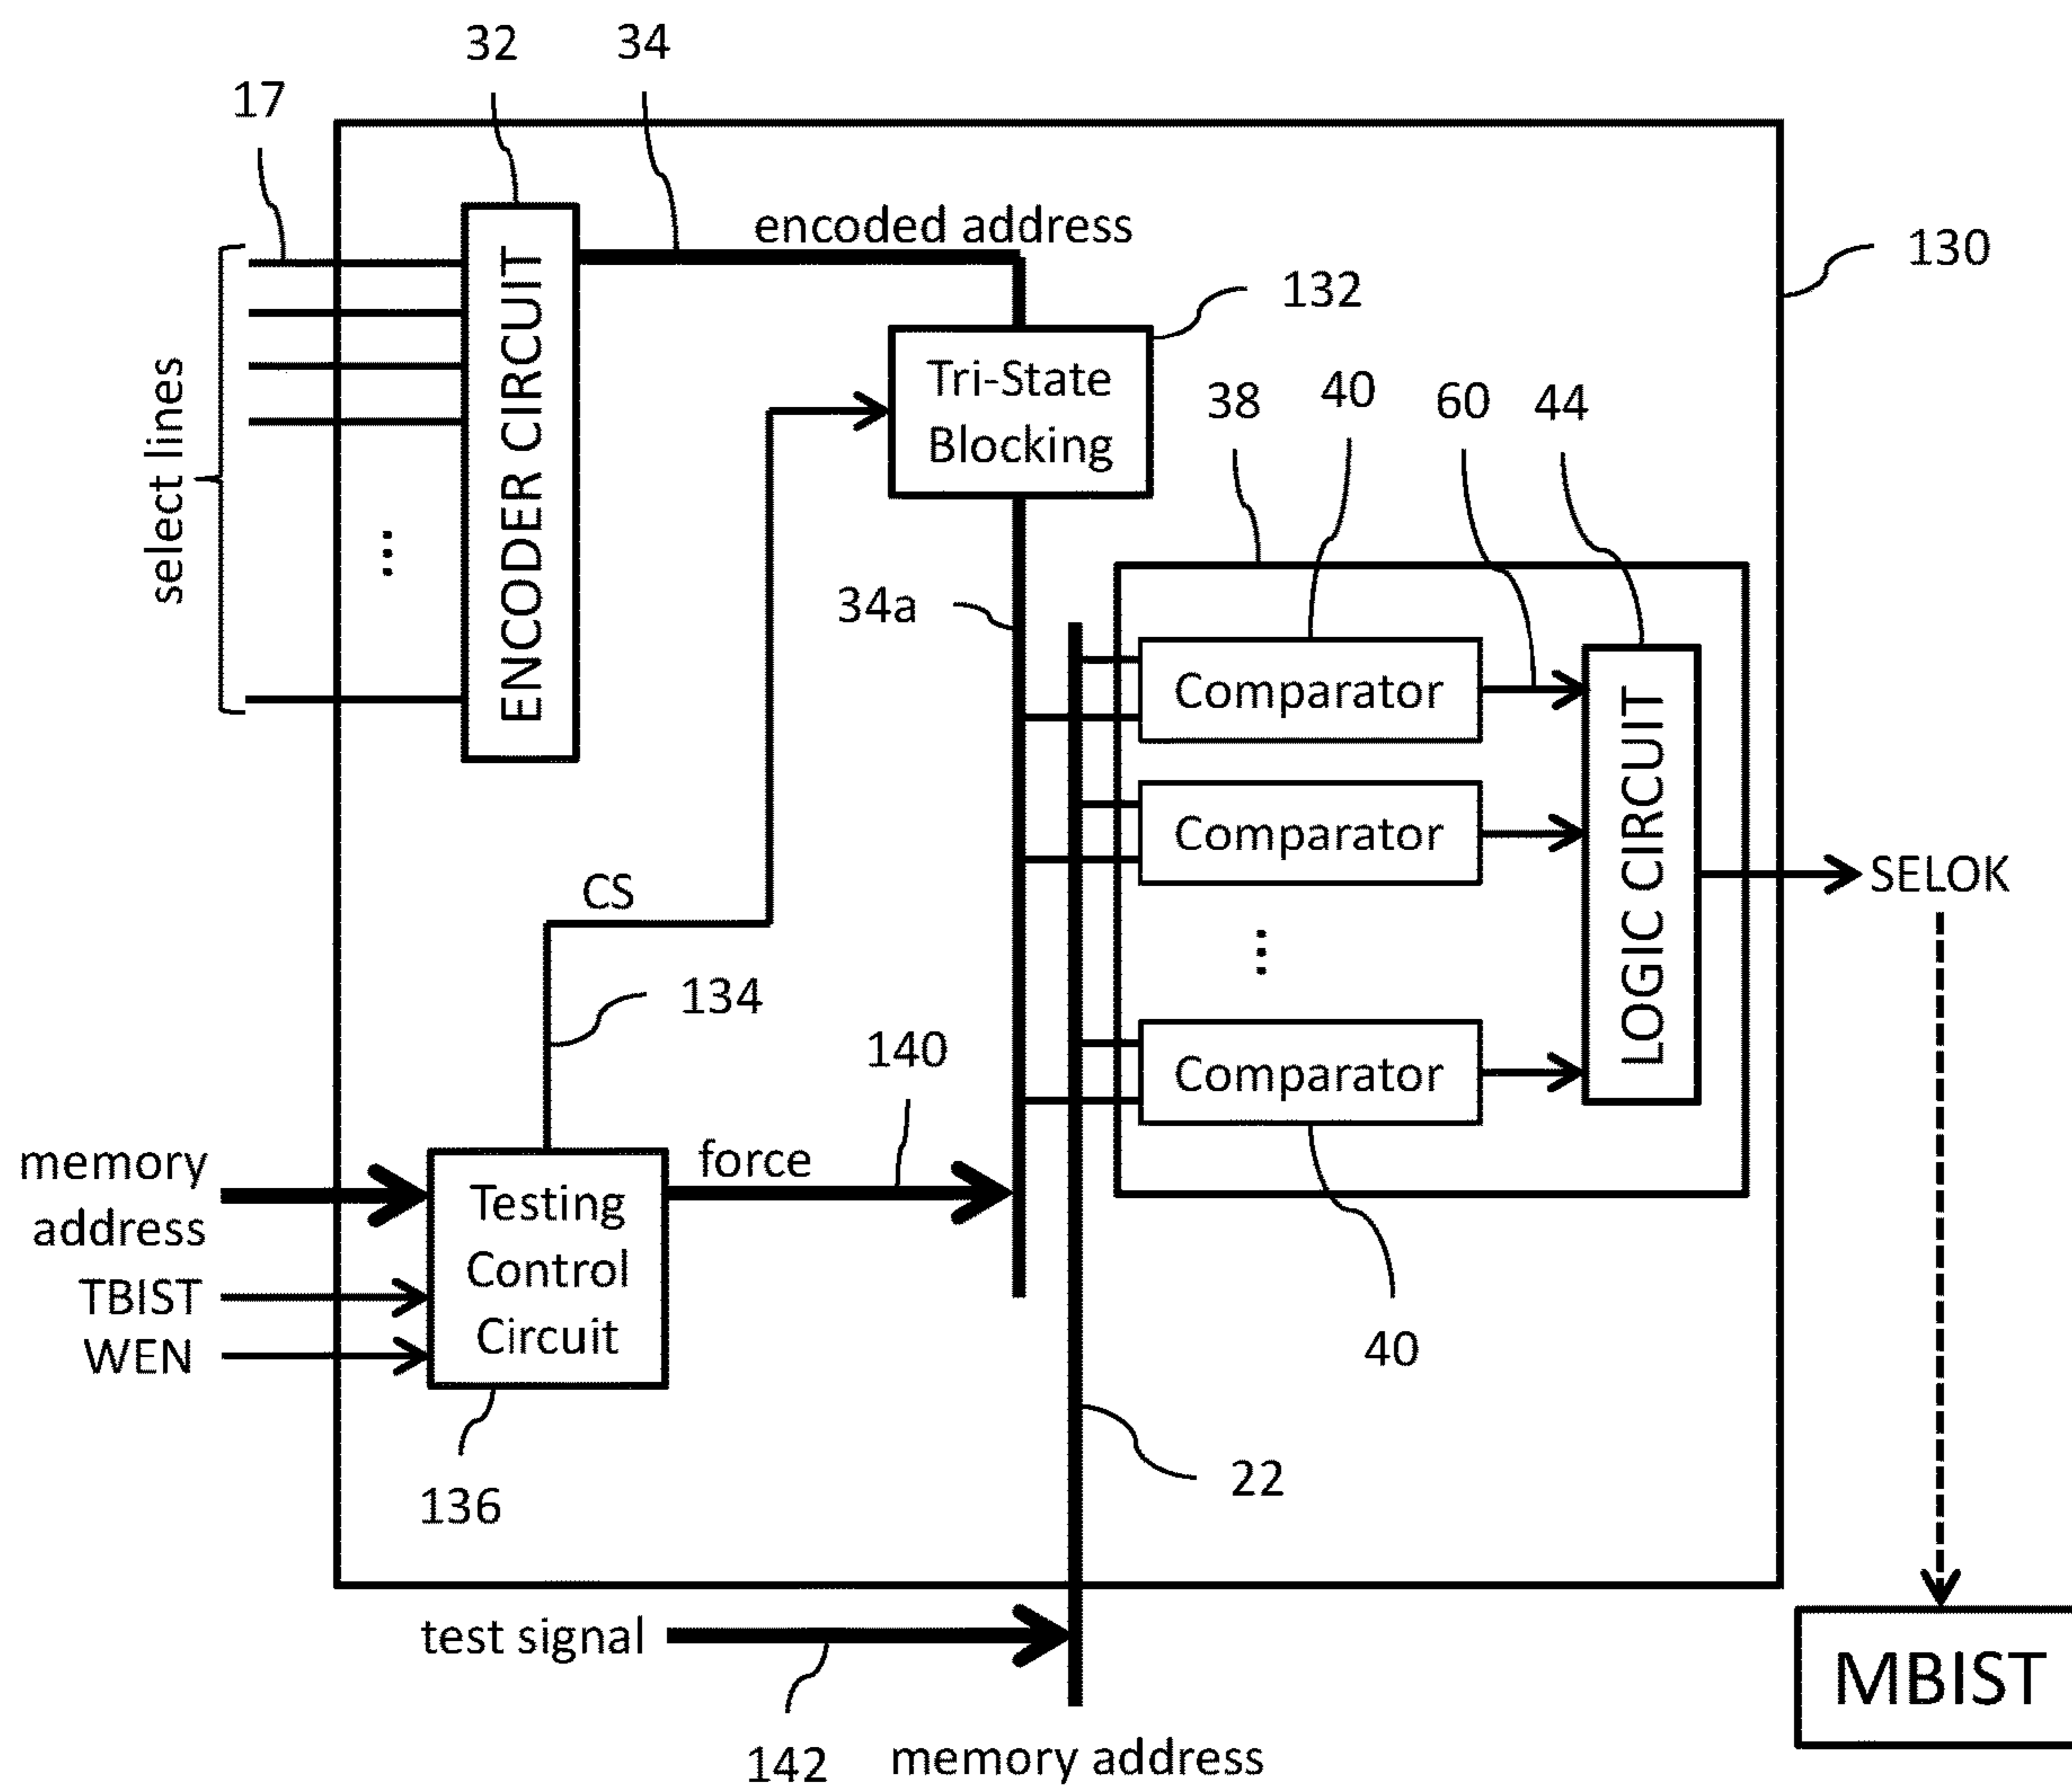 32
34
17
encoded address
130
132
ENCODER CIRCUIT
select lines
...
Tri-State
Blocking
38
40
60
44
34a
Comparator
Comparator
...
Comparator
LOGIC CIRCUIT
SELOK
CS
134
140
memory
address
force
Testing
Control
Circuit
TBIST
WEN
40
22
136
test signal
MBIST
142
memory address